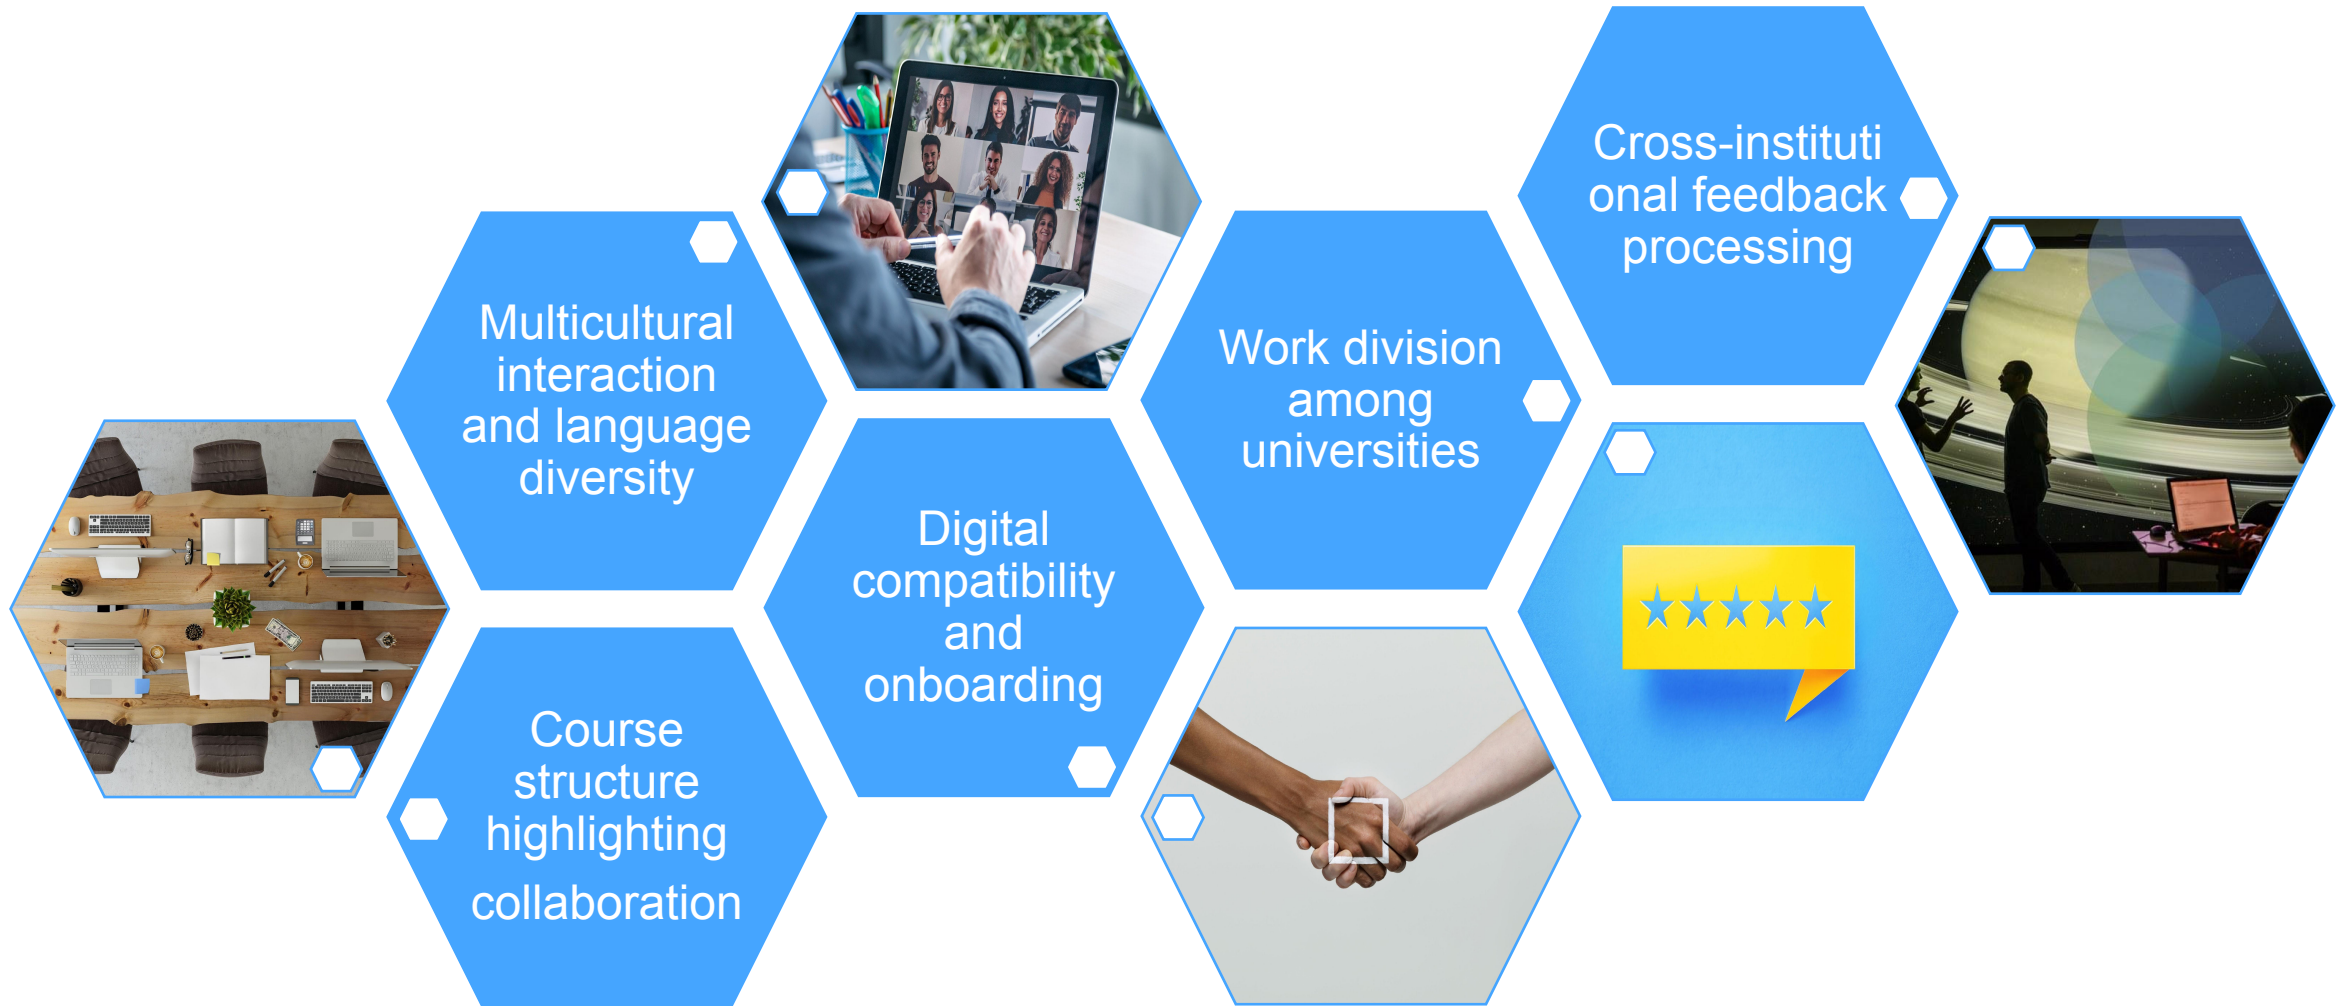 Multicultural
interaction
and language
diversity
Course
structure
highlighting
collaboration
Digital
compatibility
and
onboarding
Work division
among
universities
Cross-instituti
onal feedback
processing